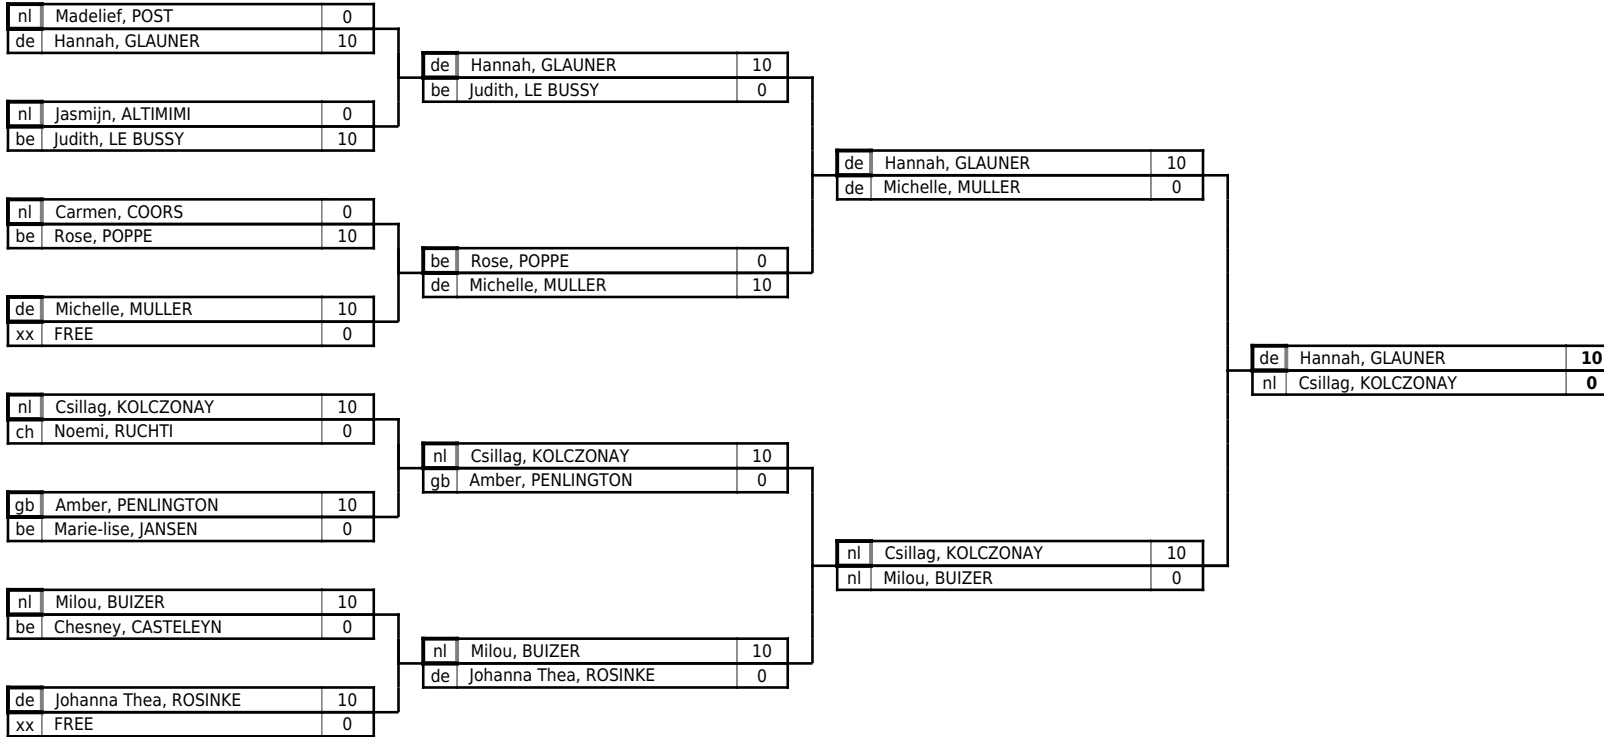 nl Madelief, POST 0
de Hannah, GLAUNER 10
nl Jasmijn, ALTIMIMI 0
be Judith, LE BUSSY 10
nl Carmen, COORS 0
be Rose, POPPE 10
de Michelle, MULLER 10
xx FREE 0
nl Csillag, KOLCZONAY 10
ch Noemi, RUCHTI 0
gb Amber, PENLINGTON 10
be Marie-lise, JANSEN 0
nl Milou, BUIZER 10
be Chesney, CASTELEYN 0
de Johanna Thea, ROSINKE 10
xx FREE 0
de Hannah, GLAUNER 10
be Judith, LE BUSSY 0
be Rose, POPPE 0
de Michelle, MULLER 10
nl Csillag, KOLCZONAY 10
gb Amber, PENLINGTON 0
nl Milou, BUIZER 10
de Johanna Thea, ROSINKE 0
de Hannah, GLAUNER 10
de Michelle, MULLER 0
nl Csillag, KOLCZONAY 10
nl Milou, BUIZER 0
de Hannah, GLAUNER 10
nl Csillag, KOLCZONAY 0